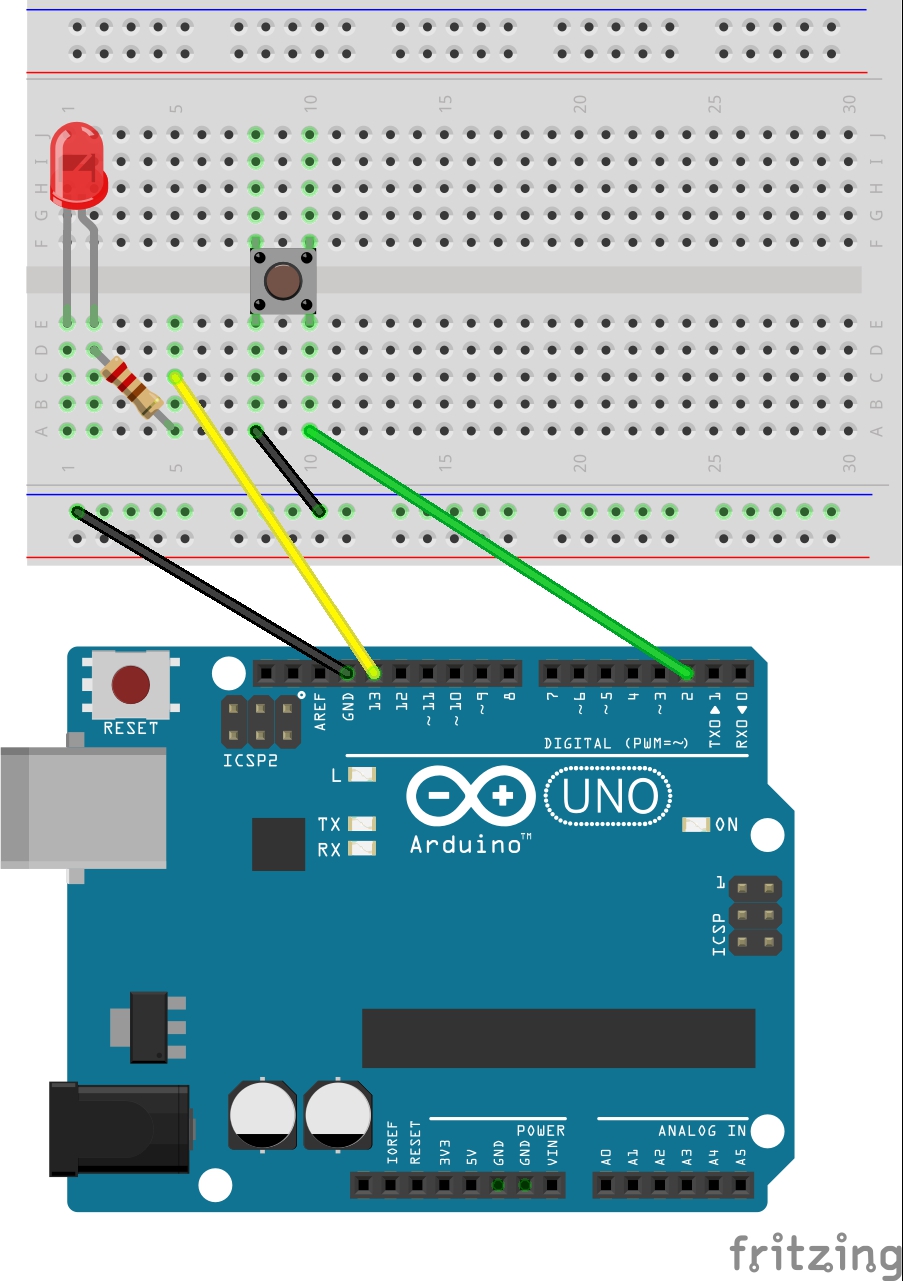 1 5 10 15 20 25 30
J J
I I
H H
G G
F F
E E
D D
C C
B B
A A
1 5 10 15 20 25 30
AREF GND 13 12 ~11 ~10 ~9 8 7 ~6 ~5 4 ~3 2 TX0▶1 RX0◀0
RESET
DIGITAL (PWM=~)
ICSP2
L
TX
RX
UNO
Arduino™
ON
1
ICSP
POWER
ANALOG IN
IOREF RESET 3V3 5V GND GND VIN A0 A1 A2 A3 A4 A5
fritzing